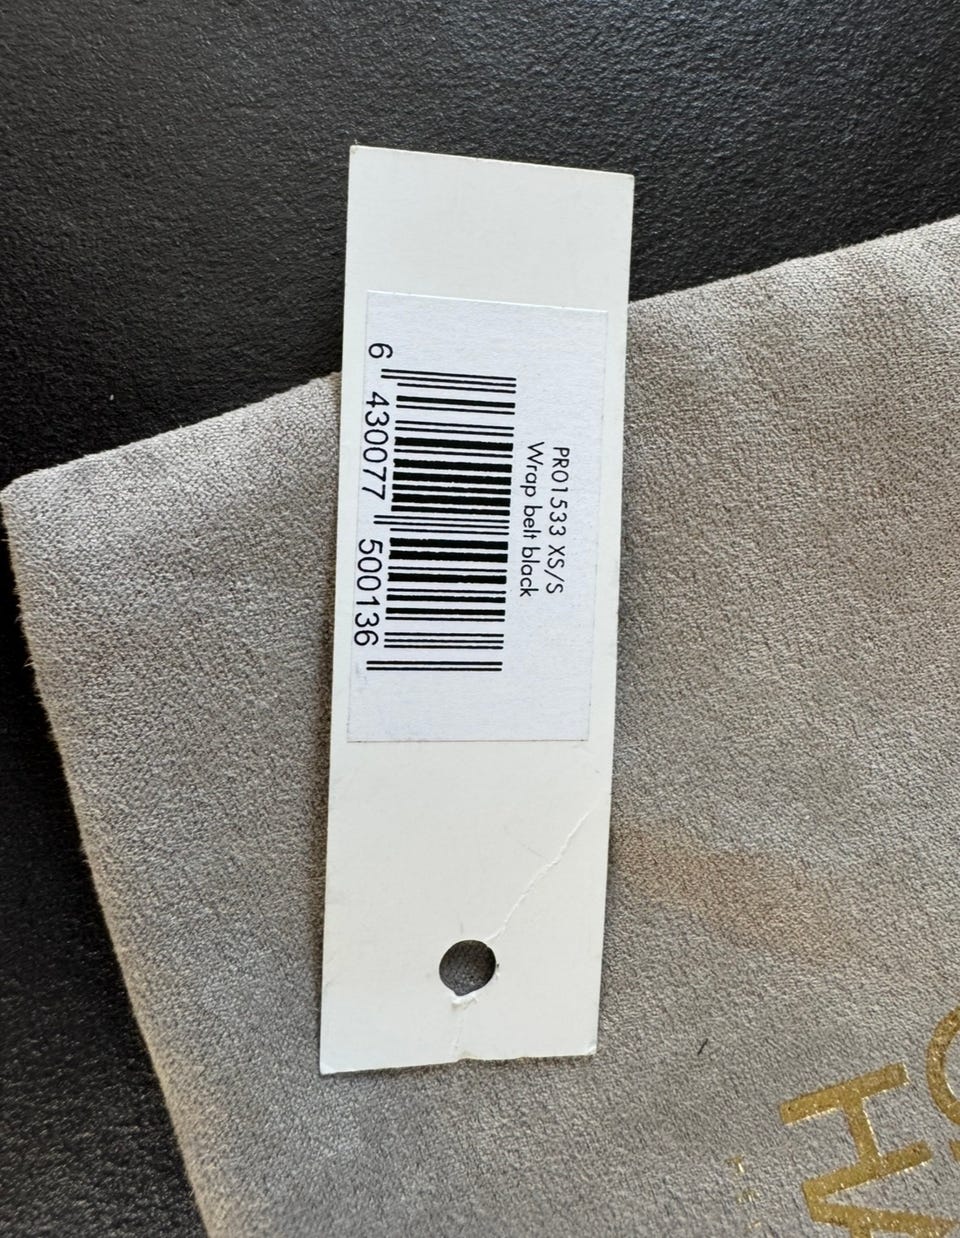 PR01533 XS/S
Wrap belt black
6 430077 500136